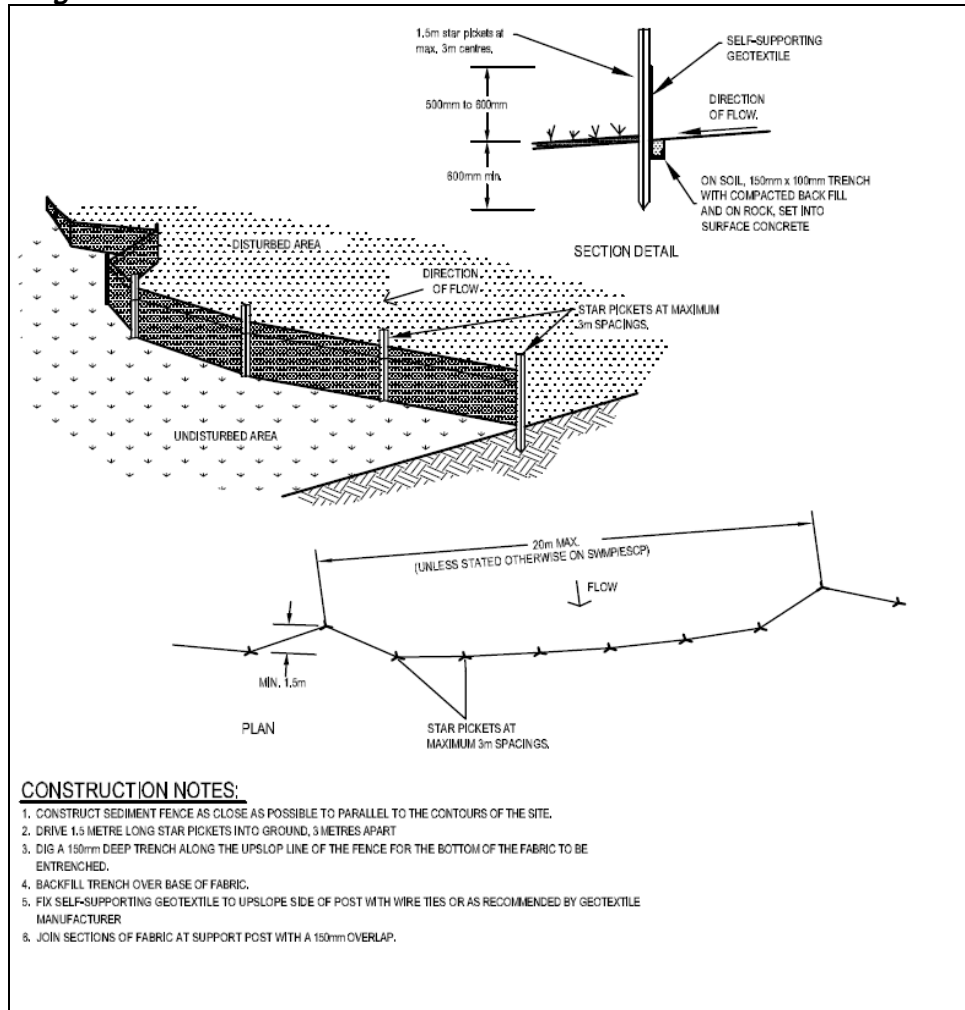 1.5m star pickets at
max. 3m centres.
SELF-SUPPORTING
GEOTEXTILE
500mm to 600mm
DIRECTION
OF FLOW.
600mm min.
ON SOIL, 150mm x 100mm TRENCH
WITH COMPACTED BACK FILL
AND ON ROCK, SET INTO
SURFACE CONCRETE
SECTION DETAIL
DISTURBED AREA
DIRECTION
OF FLOW
STAR PICKETS AT MAXIMUM
3m SPACINGS.
UNDISTURBED AREA
20m MAX.
(UNLESS STATED OTHERWISE ON SWMP/ESCP)
FLOW
MIN. 1.5m
PLAN
STAR PICKETS AT
MAXIMUM 3m SPACINGS.
CONSTRUCTION NOTES:
1. CONSTRUCT SEDIMENT FENCE AS CLOSE AS POSSIBLE TO PARALLEL TO THE CONTOURS OF THE SITE.
2. DRIVE 1.5 METRE LONG STAR PICKETS INTO GROUND, 3 METRES APART
3. DIG A 150mm DEEP TRENCH ALONG THE UPSLOP LINE OF THE FENCE FOR THE BOTTOM OF THE FABRIC TO BE
ENTRENCHED.
4. BACKFILL TRENCH OVER BASE OF FABRIC.
5. FIX SELF-SUPPORTING GEOTEXTILE TO UPSLOPE SIDE OF POST WITH WIRE TIES OR AS RECOMMENDED BY GEOTEXTILE
MANUFACTURER
6. JOIN SECTIONS OF FABRIC AT SUPPORT POST WITH A 150mm OVERLAP.